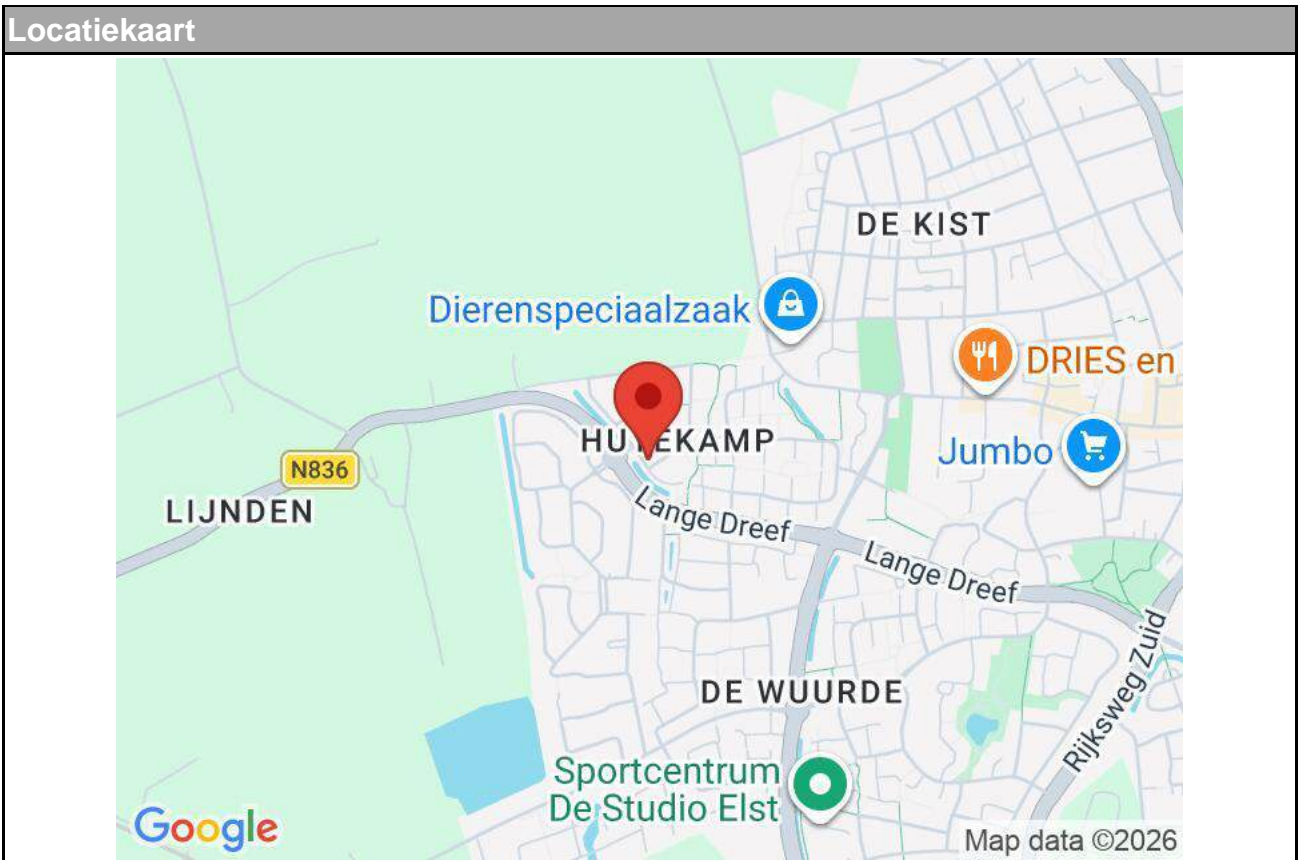 Locatiekaart
DE KIST
Dierenspeciaalzaak
DRIES en
Jumbo
N836
LIJNDEN
Lange Dreef
Lange Dreef
Rijksweg Zuid
DE WUURDE
Sportcentrum
De Studio Elst
Google
Map data ©2026